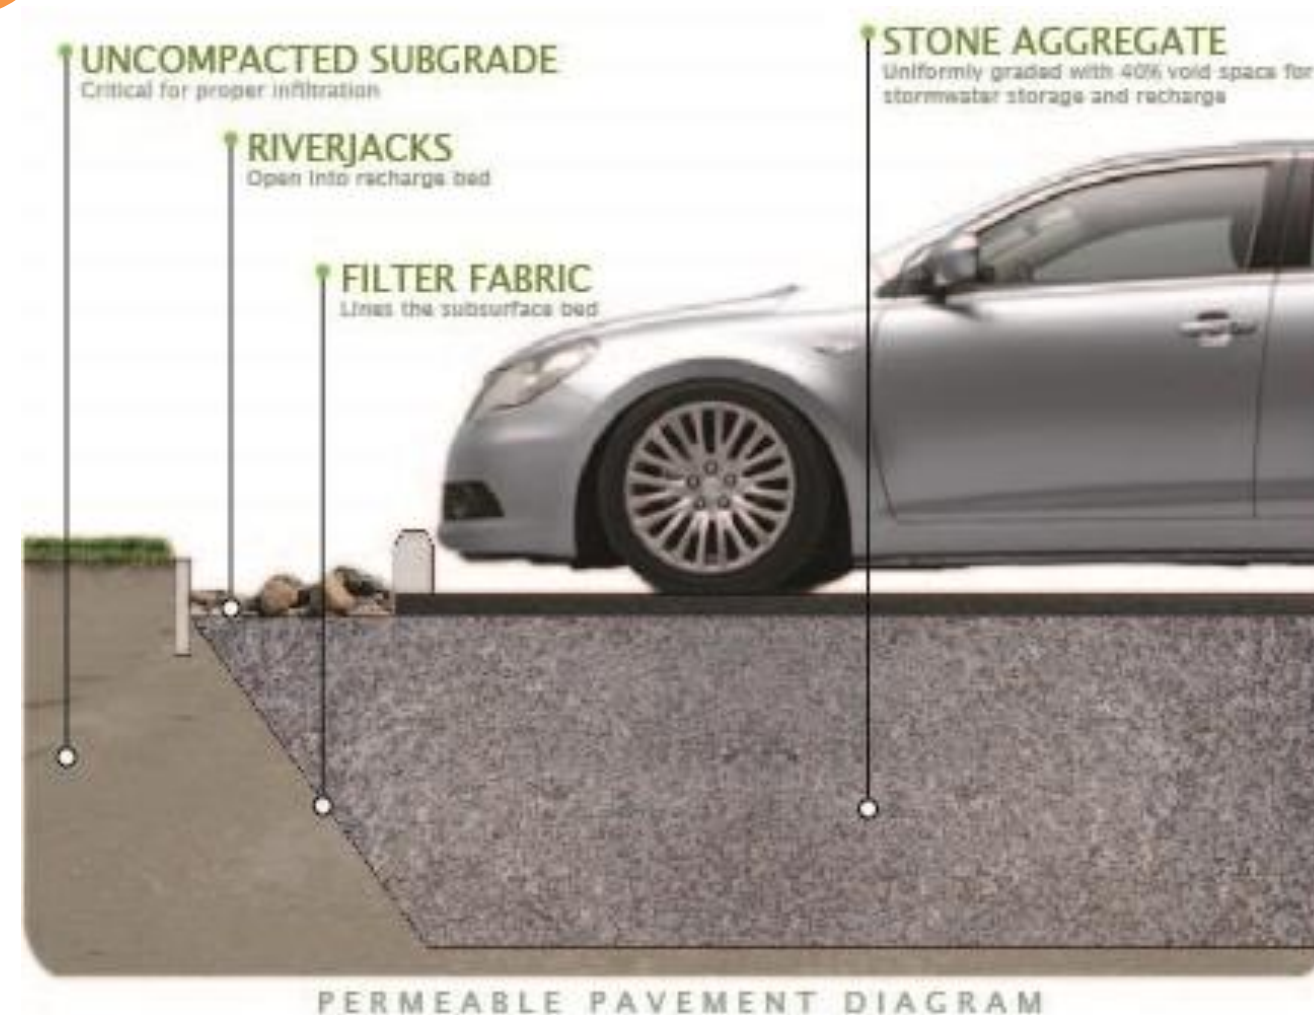 UNCOMPACTED SUBGRADE
Critical for proper infiltration
STONE AGGREGATE
Uniformly graded with 40% void space for
stormwater storage and recharge
RIVERJACKS
Open into recharge bed
FILTER FABRIC
Lines the subsurface bed
PERMEABLE PAVEMENT DIAGRAM